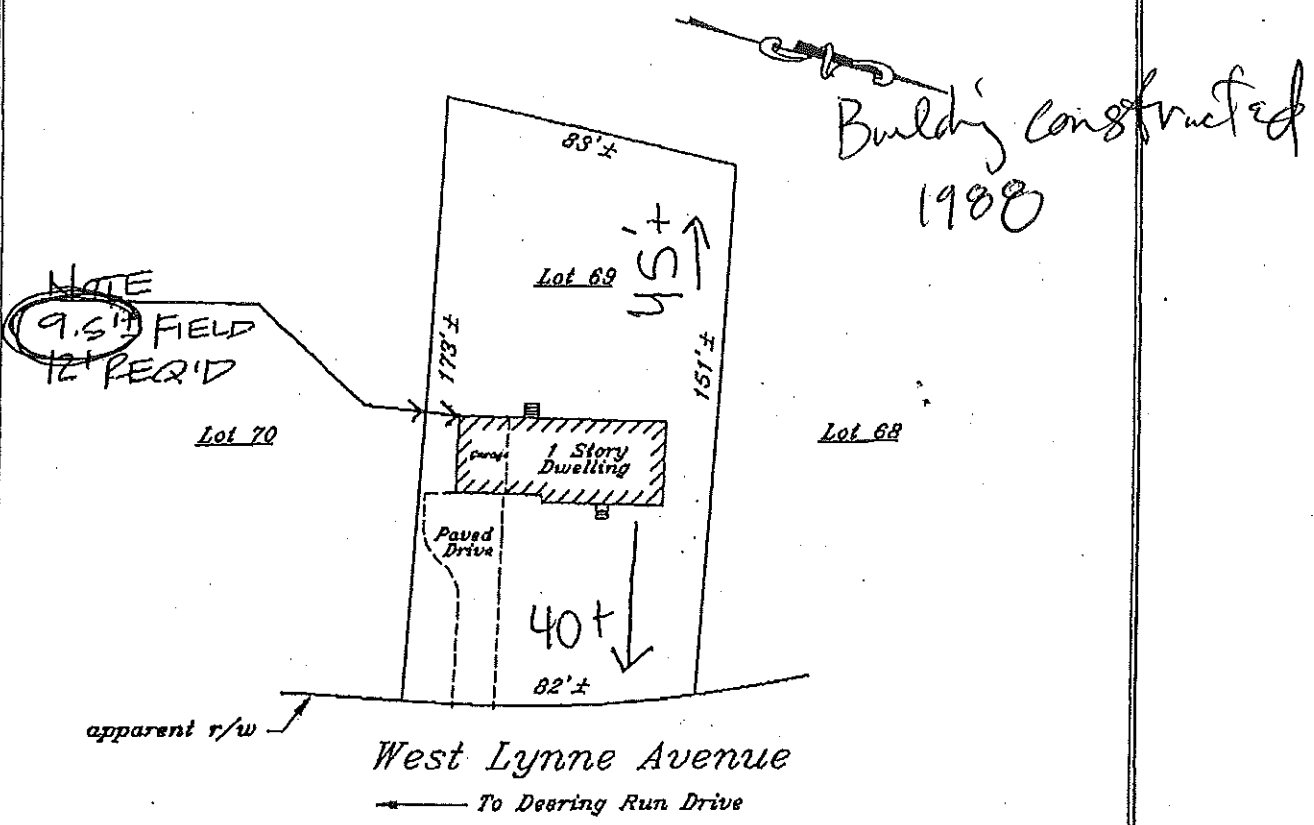 Building constructed
1988
83'±
Lot 69
45'+
NOTE
9.5'± FIELD
12' REQ'D
173'±
151'±
Lot 70
Lot 68
Garage
1 Story
Dwelling
Paved
Drive
40+
82'±
apparent r/w
West Lynne Avenue
To Deering Run Drive